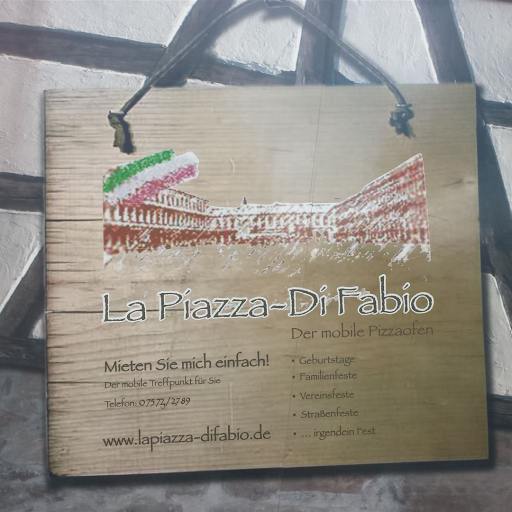 La Piazza-Di Fabio
Der mobile Pizzaofen
Mieten Sie mich einfach!
Der mobile Treffpunkt für Sie
Telefon: 07572/2789
www.lapiazza-difabio.de
• Geburtstage
• Familienfeste
• Vereinsfeste
• Straßenfeste
• ... irgendein Fest